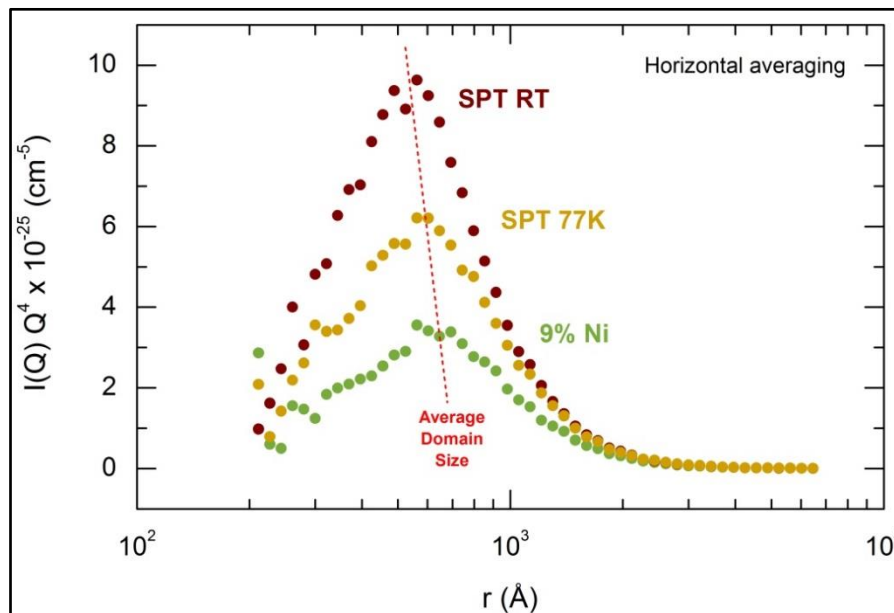 Horizontal averaging
I(Q) Q⁴ x 10⁻²⁵ (cm⁻⁵)
10
8
6
4
2
0
SPT RT
SPT 77K
9% Ni
Average
Domain
Size
10² 10³ 10
r (Å)